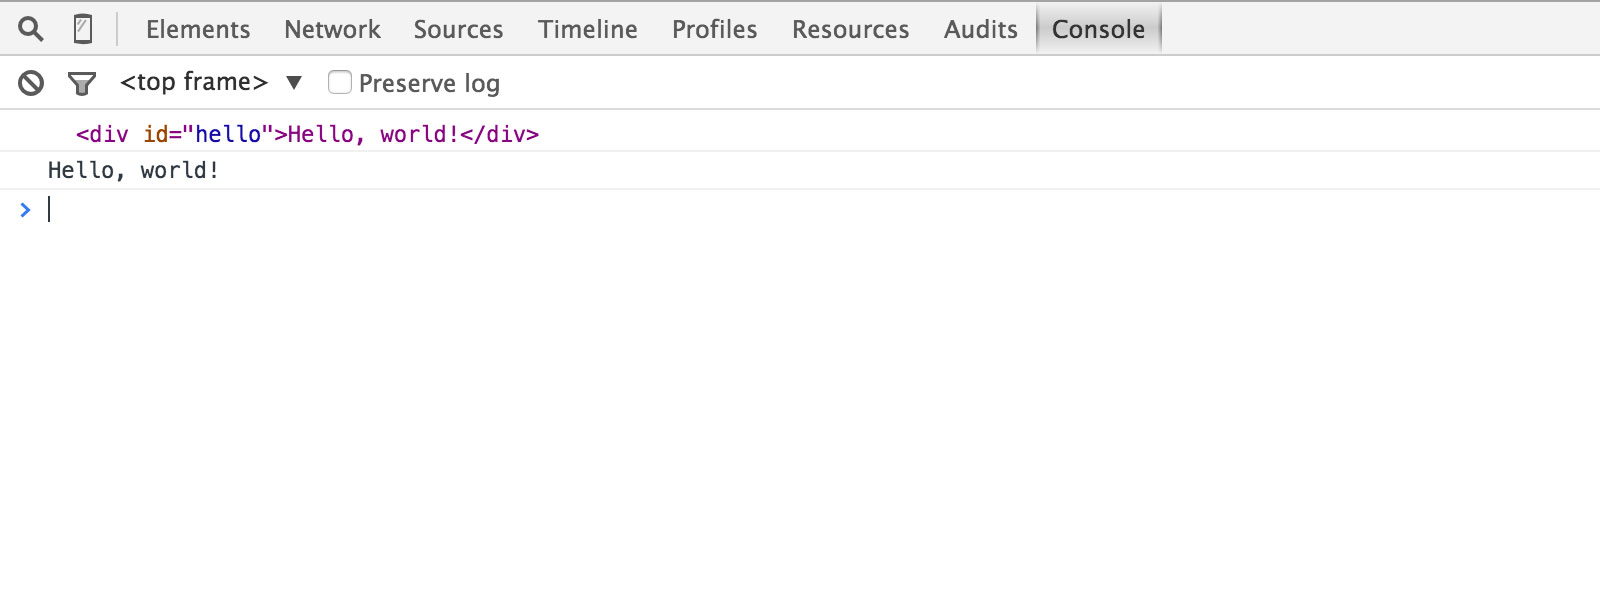 Elements Network Sources Timeline Profiles Resources Audits Console
<top frame> ▼ Preserve log
<div id="hello">Hello, world!</div>
Hello, world!
>